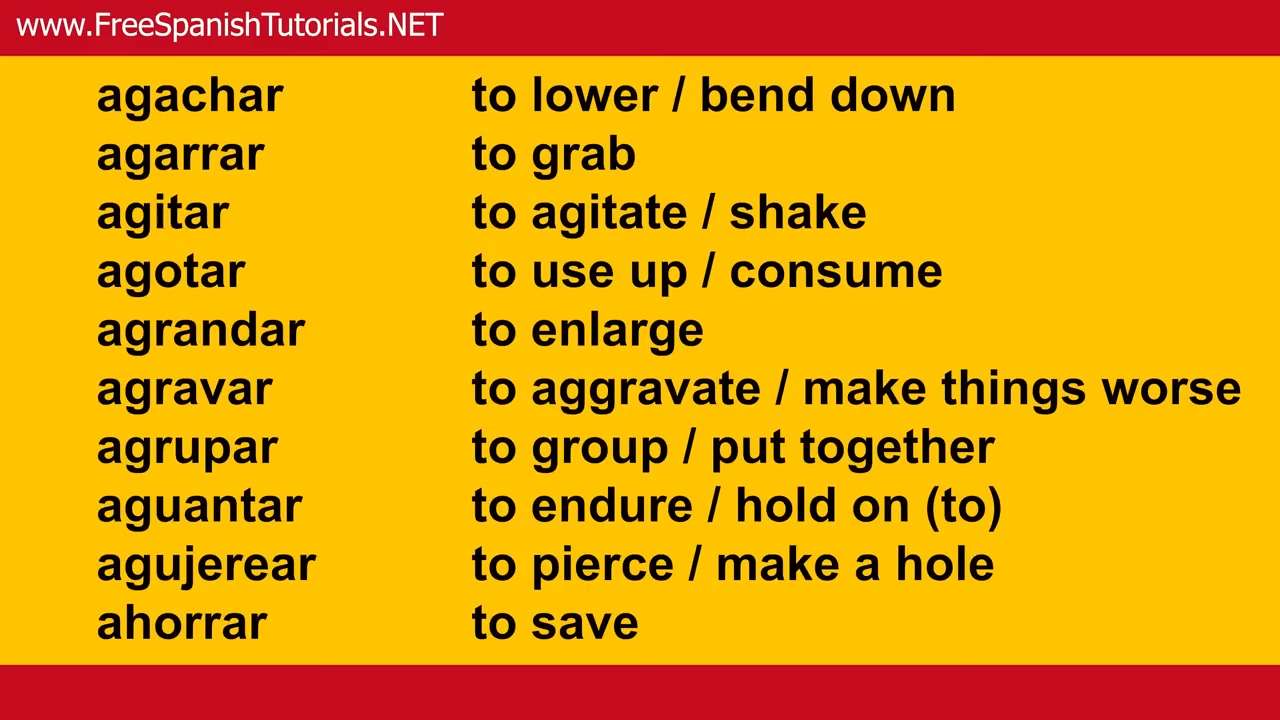 www.FreeSpanishTutorials.NET
agachar to lower / bend down
agarrar to grab
agitar to agitate / shake
agotar to use up / consume
agrandar to enlarge
agravar to aggravate / make things worse
agrupar to group / put together
aguantar to endure / hold on (to)
agujerear to pierce / make a hole
ahorrar to save